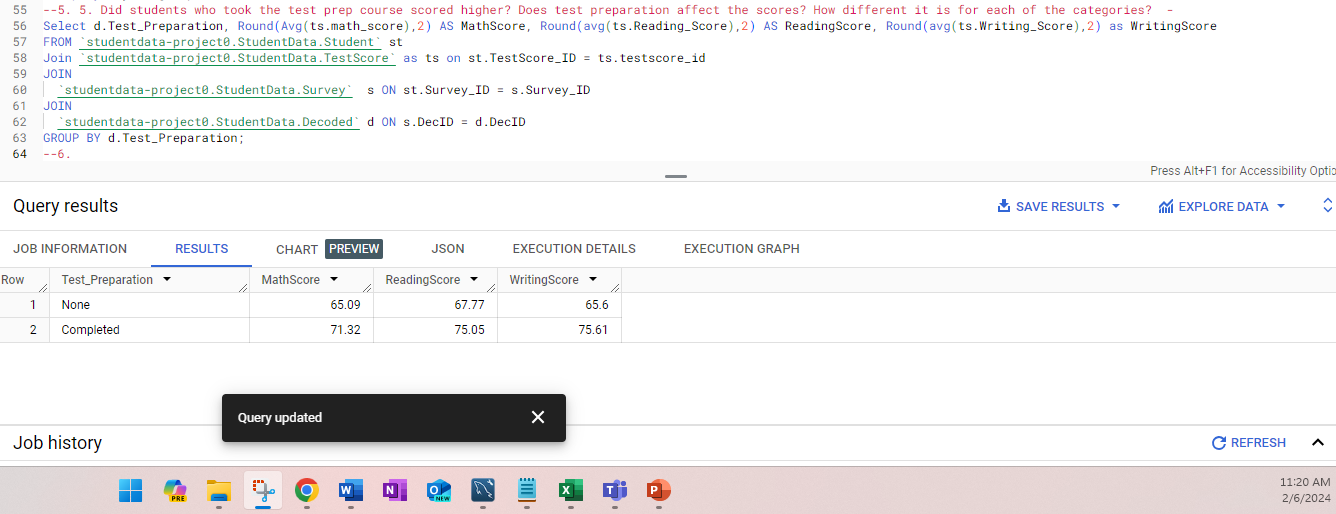 55 --5. 5. Did students who took the test prep course scored higher? Does test preparation affect the scores? How different it is for each of the categories?  -
56 Select d.Test_Preparation, Round(Avg(ts.math_score),2) AS MathScore, Round(avg(ts.Reading_Score),2) AS ReadingScore, Round(avg(ts.Writing_Score),2) as WritingScore
57 FROM `studentdata-project0.StudentData.Student` st
58 Join `studentdata-project0.StudentData.TestScore` as ts on st.TestScore_ID = ts.testscore_id
59 JOIN
60 `studentdata-project0.StudentData.Survey` s ON st.Survey_ID = s.Survey_ID
61 JOIN
62 `studentdata-project0.StudentData.Decoded` d ON s.DecID = d.DecID
63 GROUP BY d.Test_Preparation;
64 --6.
Press Alt+F1 for Accessibility Optio
Query results
SAVE RESULTS
EXPLORE DATA
JOB INFORMATION RESULTS CHART PREVIEW JSON EXECUTION DETAILS EXECUTION GRAPH
Row Test_Preparation MathScore ReadingScore WritingScore
1 None 65.09 67.77 65.6
2 Completed 71.32 75.05 75.61
Query updated
Job history
REFRESH
PRE W N O NEW X T P
11:20 AM
2/6/2024